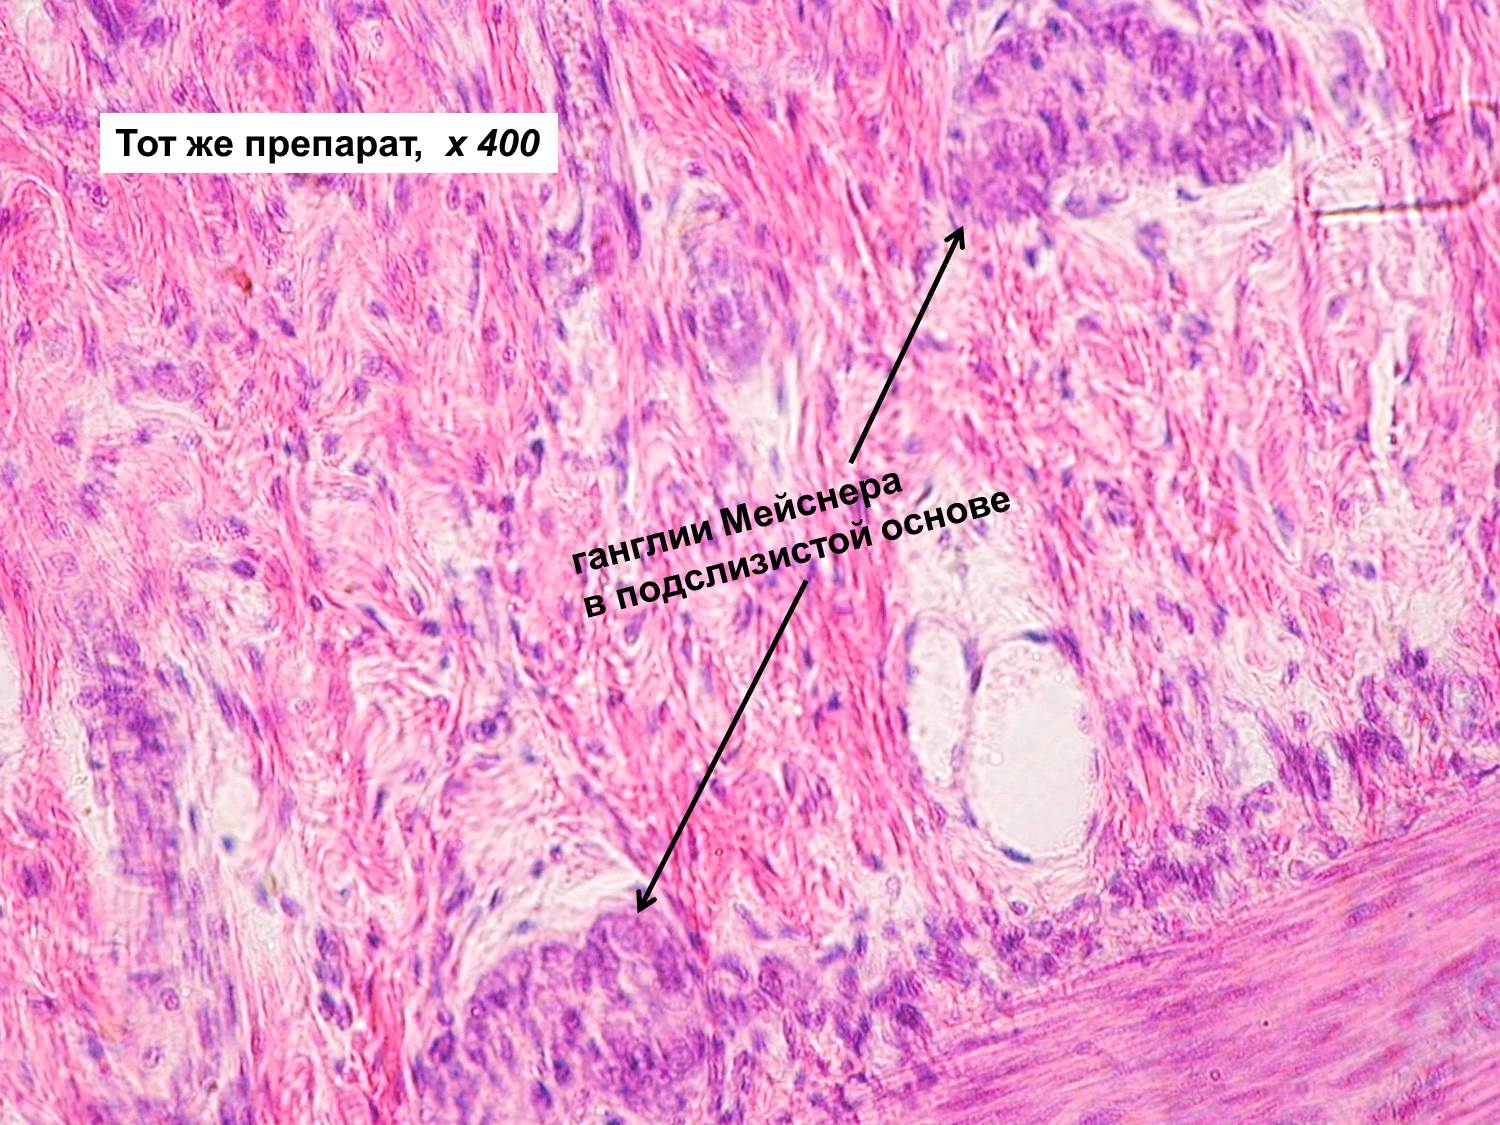 Тот же препарат, х 400
ганглии Мейснера
в подслизистой основе